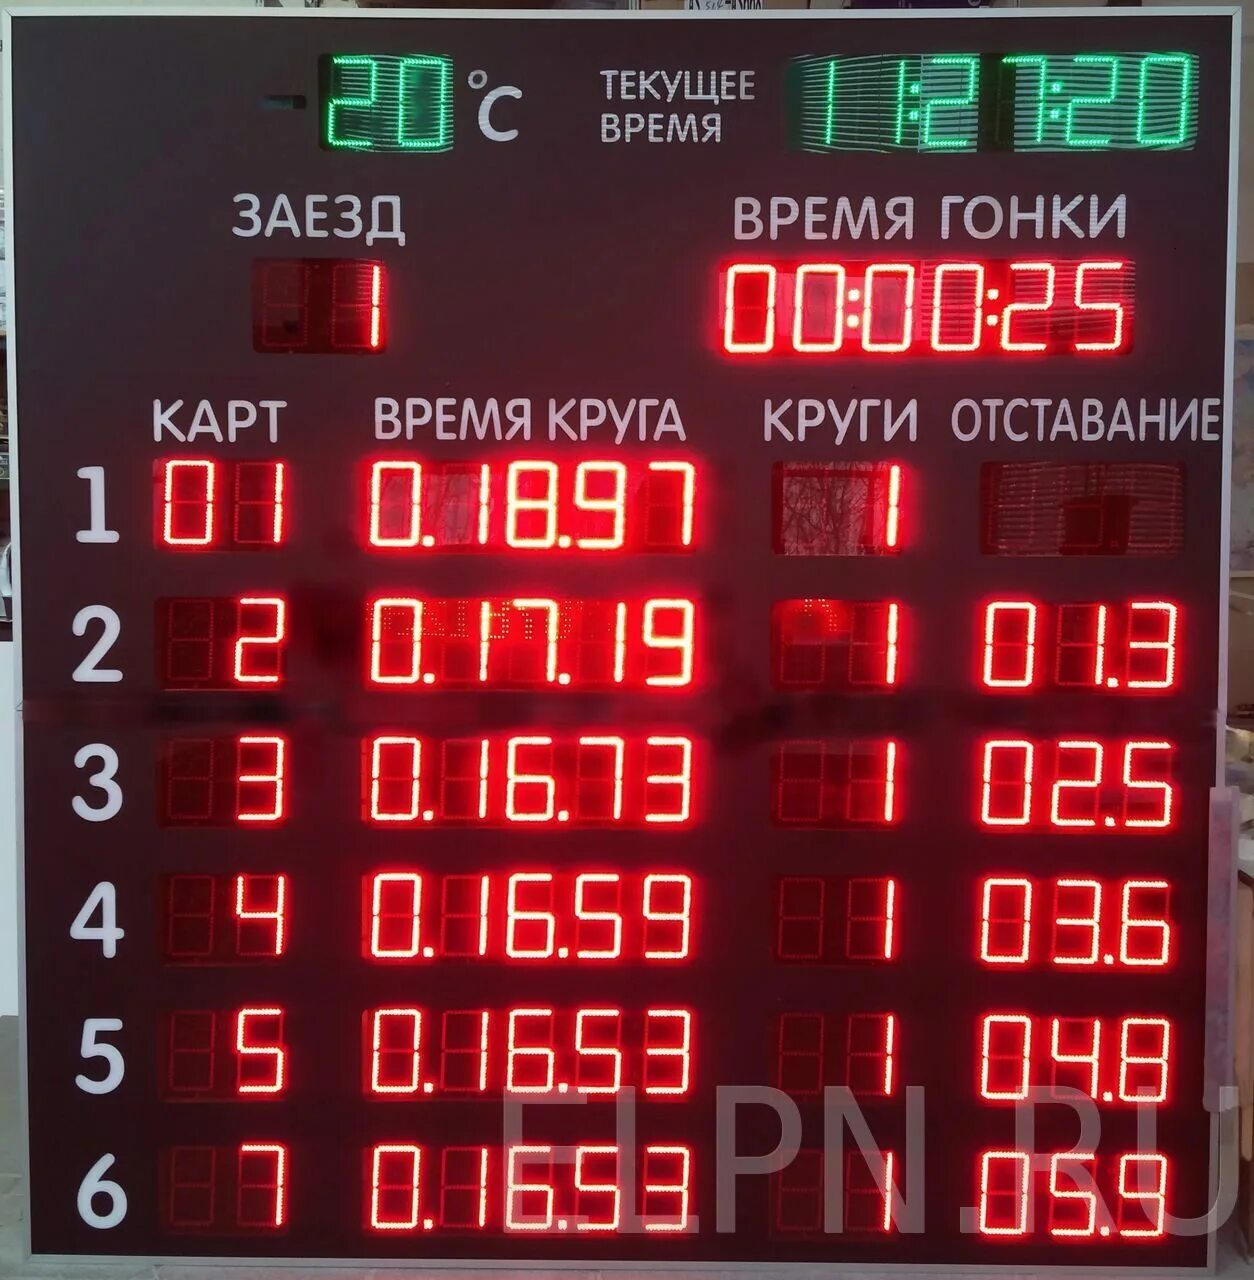 20 °C ТЕКУЩЕЕ ВРЕМЯ 11:27:20
ЗАЕЗД ВРЕМЯ ГОНКИ
1 00:00:25
КАРТ ВРЕМЯ КРУГА КРУГИ ОТСТАВАНИЕ
1 01 0.18.97 1
2 2 0.17.19 1 01.3
3 3 0.16.73 1 02.5
4 4 0.16.59 1 03.6
5 5 0.16.53 1 04.8
6 7 0.16.53 1 05.9
ELPN.RU